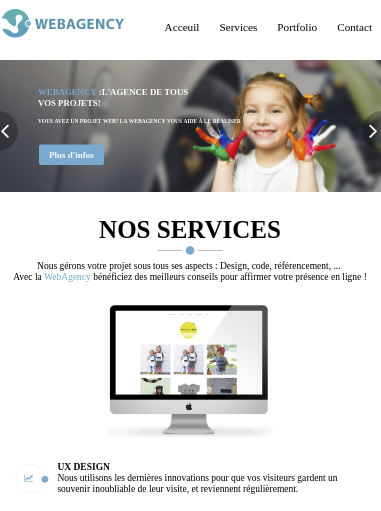 WEBAGENCY
Acceuil Services Portfolio Contact
WEBAGENCY :L'AGENCE DE TOUS
VOS PROJETS!
VOUS AVEZ UN PROJET WEB? LA WEBAGENCY VOUS AIDE À LE RÉALISER
Plus d'infos
NOS SERVICES
Nous gérons votre projet sous tous ses aspects : Design, code, référencement, ...
Avec la WebAgency bénéficiez des meilleurs conseils pour affirmer votre présence en ligne !
UX DESIGN
Nous utilisons les dernières innovations pour que vos visiteurs gardent un
souvenir inoubliable de leur visite, et reviennent régulièrement.